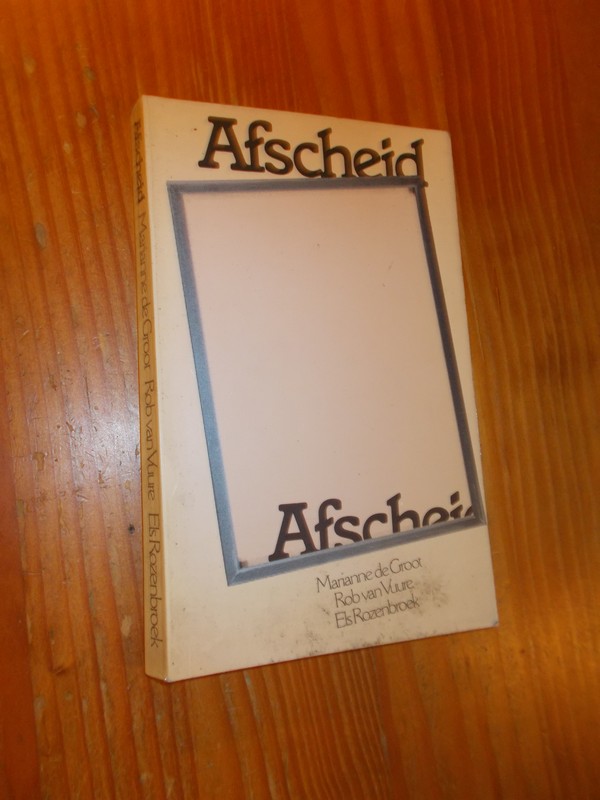 Afscheid
Afscheid
Marianne de Groot
Rob van Vuure
Els Rozenbroek
Afscheid Marianne de Groot Rob van Vuure Els Rozenbroek